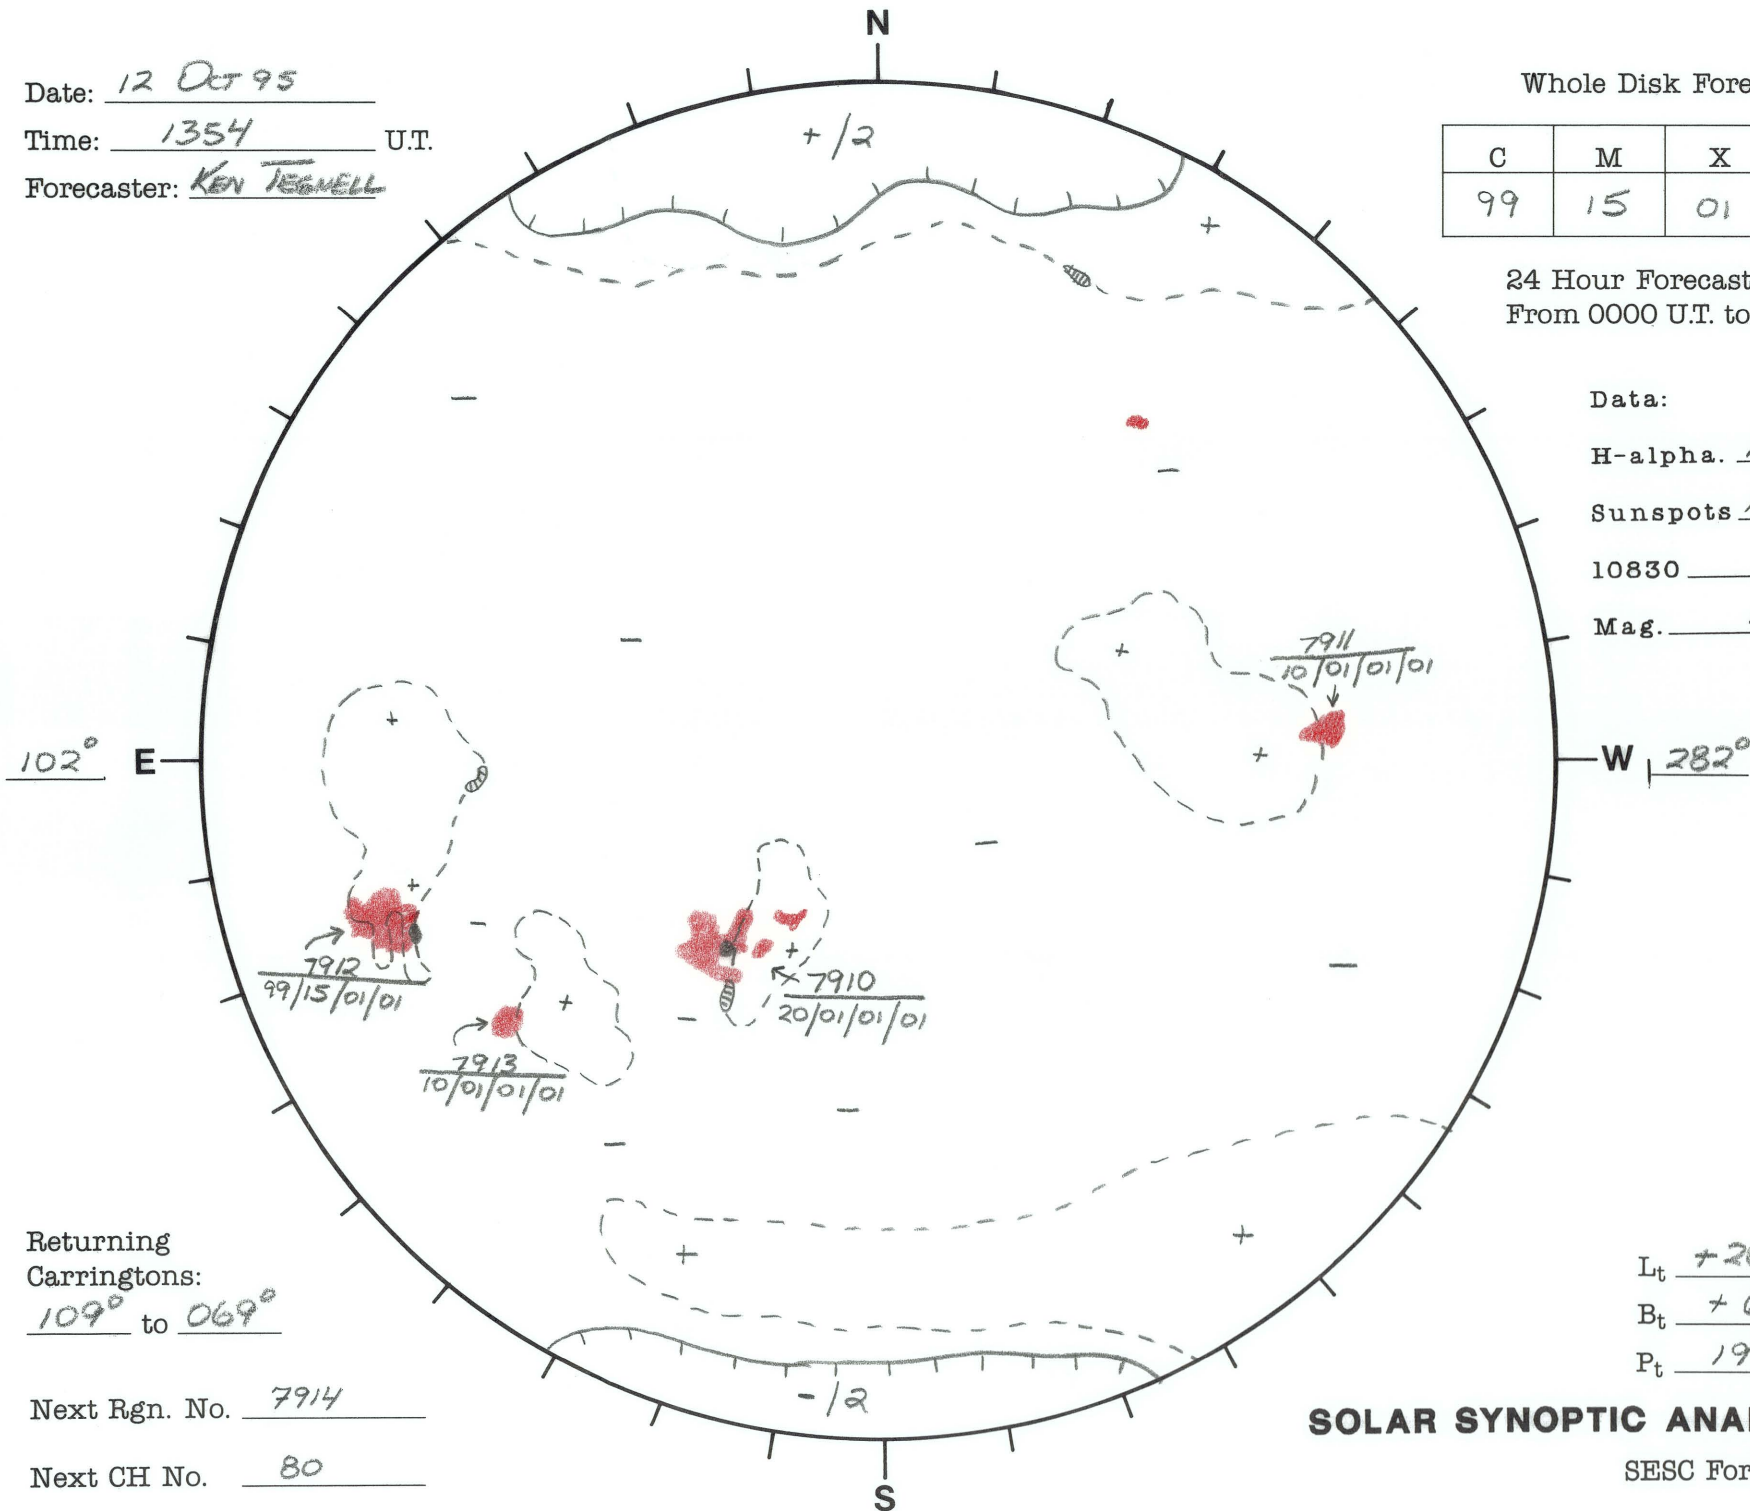 N
Date: 12 Oct 95
Time: 1354 U.T.
Forecaster: KEN TEGNELL
Whole Disk Fore
C M X
99 15 01
24 Hour Forecast
From 0000 U.T. to
Data:
H-alpha.
Sunspots
10830
Mag.
+/2
+
-
-
-
+
7911
10/01/01/01
+
+
102° E
W 282°
-
+
-
7912
99/15/01/01
+
7913
10/01/01/01
+
7910
20/01/01/01
-
-
-
-
+
+
-/2
Returning
Carringtons:
109° to 069°
Next Rgn. No. 7914
Next CH No. 80
Lt
Bt
Pt 19
SOLAR SYNOPTIC ANA
SESC For
S